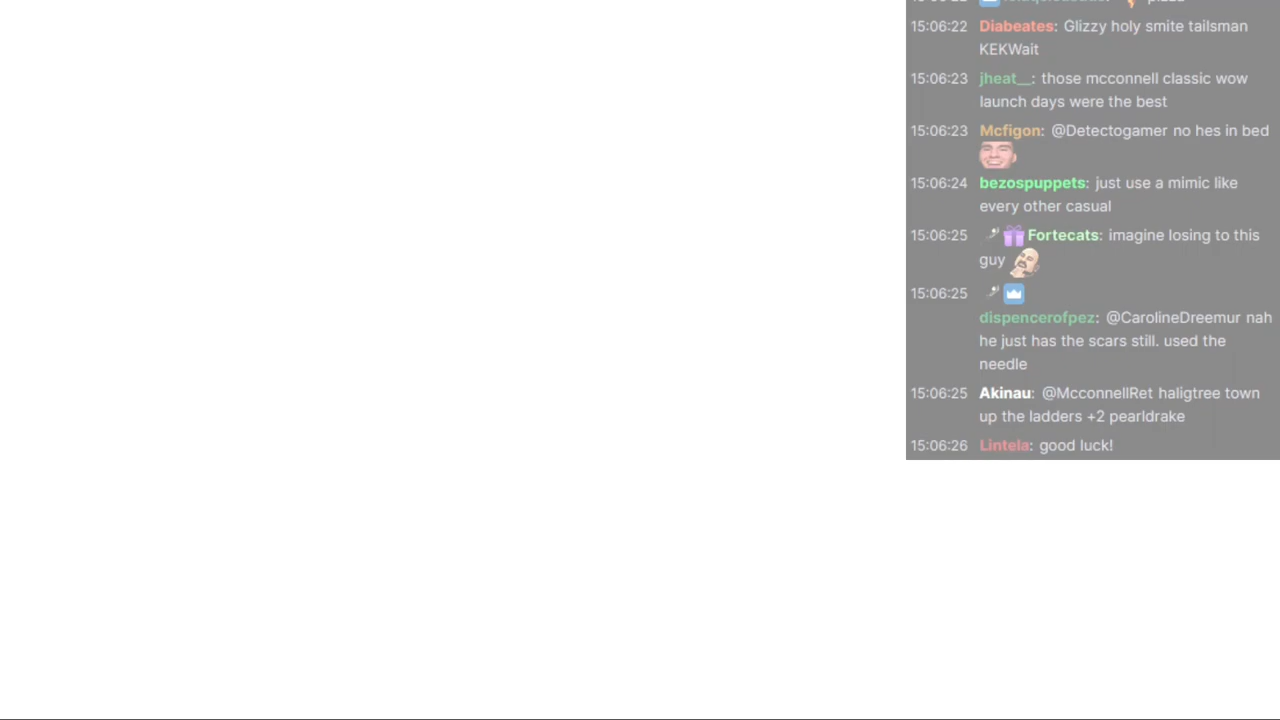 15:06:22 Diabeates: Glizzy holy smite tailsman
KEKWait
15:06:23 jheat__: those mcconnell classic wow
launch days were the best
15:06:23 Mcfigon: @Detectogamer no hes in bed
15:06:24 bezospuppets: just use a mimic like
every other casual
15:06:25 Fortecats: imagine losing to this
guy
15:06:25
dispencerofpez: @CarolineDreemur nah
he just has the scars still. used the
needle
15:06:25 Akinau: @McconnellRet haligtree town
up the ladders +2 pearldrake
15:06:26 Lintela: good luck!